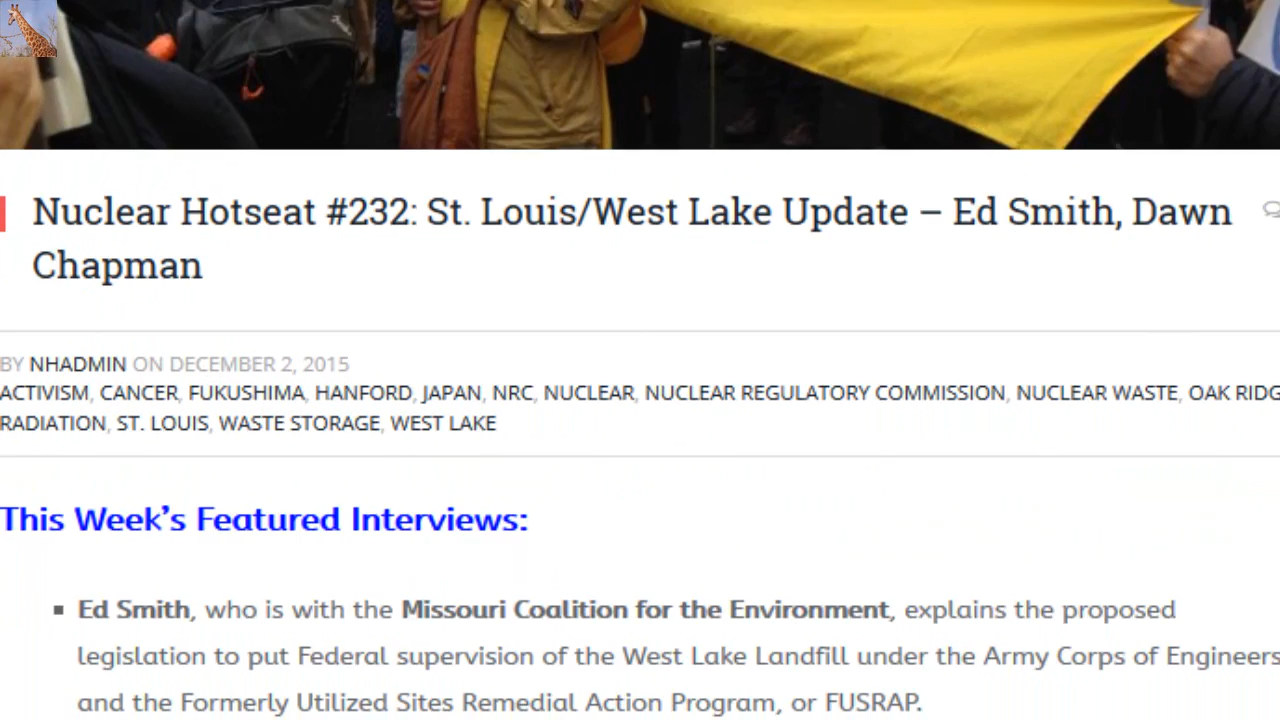 Nuclear Hotseat #232: St. Louis/West Lake Update – Ed Smith, Dawn
Chapman
BY NHADMIN ON DECEMBER 2, 2015
ACTIVISM, CANCER, FUKUSHIMA, HANFORD, JAPAN, NRC, NUCLEAR, NUCLEAR REGULATORY COMMISSION, NUCLEAR WASTE, OAK RIDG
RADIATION, ST. LOUIS, WASTE STORAGE, WEST LAKE
This Week's Featured Interviews:
▪ Ed Smith, who is with the Missouri Coalition for the Environment, explains the proposed
legislation to put Federal supervision of the West Lake Landfill under the Army Corps of Engineers
and the Formerly Utilized Sites Remedial Action Program, or FUSRAP.